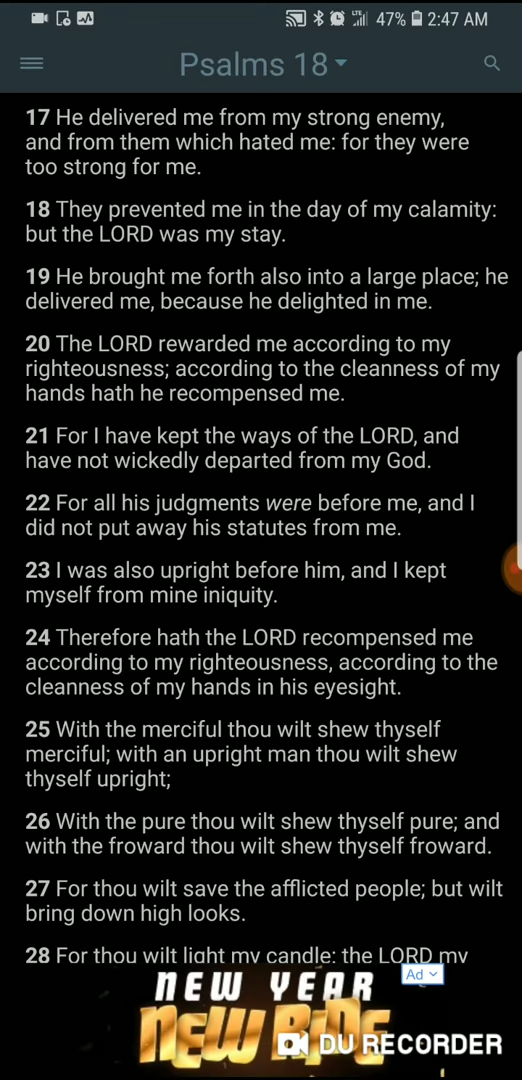 LTE 47% 2:47 AM
Psalms 18
17 He delivered me from my strong enemy,
and from them which hated me: for they were
too strong for me.
18 They prevented me in the day of my calamity:
but the LORD was my stay.
19 He brought me forth also into a large place; he
delivered me, because he delighted in me.
20 The LORD rewarded me according to my
righteousness; according to the cleanness of my
hands hath he recompensed me.
21 For I have kept the ways of the LORD, and
have not wickedly departed from my God.
22 For all his judgments were before me, and I
did not put away his statutes from me.
23 I was also upright before him, and I kept
myself from mine iniquity.
24 Therefore hath the LORD recompensed me
according to my righteousness, according to the
cleanness of my hands in his eyesight.
25 With the merciful thou wilt shew thyself
merciful; with an upright man thou wilt shew
thyself upright;
26 With the pure thou wilt shew thyself pure; and
with the froward thou wilt shew thyself froward.
27 For thou wilt save the afflicted people; but wilt
bring down high looks.
28 For thou wilt light my candle: the LORD my
Ad
NEW YEAR
NEW RIDE
DU RECORDER